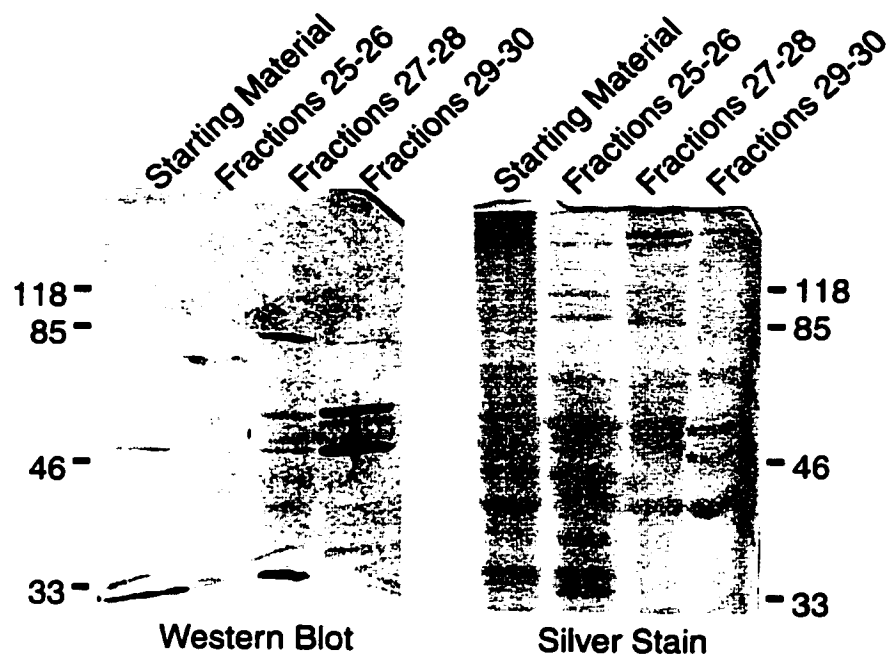 Starting Material
Fractions 25-26
Fractions 27-28
Fractions 29-30
Starting Material
Fractions 25-26
Fractions 27-28
Fractions 29-30
118
85
46
33
118
85
46
33
Western Blot
Silver Stain